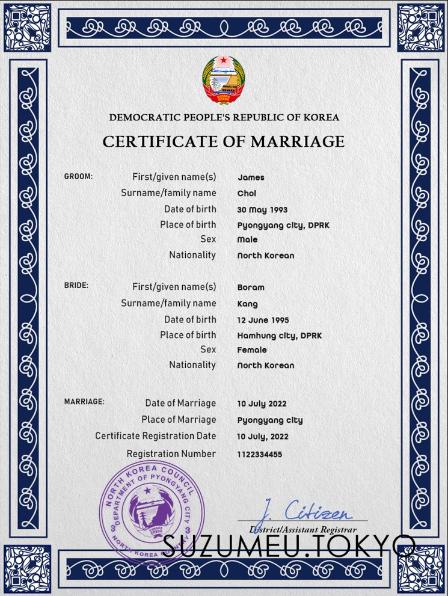 DEMOCRATIC PEOPLE'S REPUBLIC OF KOREA
CERTIFICATE OF MARRIAGE
GROOM: First/given name(s) James
Surname/family name Choi
Date of birth 30 May 1993
Place of birth Pyongyang city, DPRK
Sex Male
Nationality North Korean
BRIDE: First/given name(s) Boram
Surname/family name Kang
Date of birth 12 June 1995
Place of birth Hamhung city, DPRK
Sex Female
Nationality North Korean
MARRIAGE: Date of Marriage 10 July 2022
Place of Marriage Pyongyang city
Certificate Registration Date 10 July, 2022
Registration Number 1122334455
NORTH KOREA COUNCIL
DEPARTMENT OF PYONGYANG CITY
NORTH KOREA
J. Citizen
District/Assistant Registrar
SUZUMEU.TOKYO